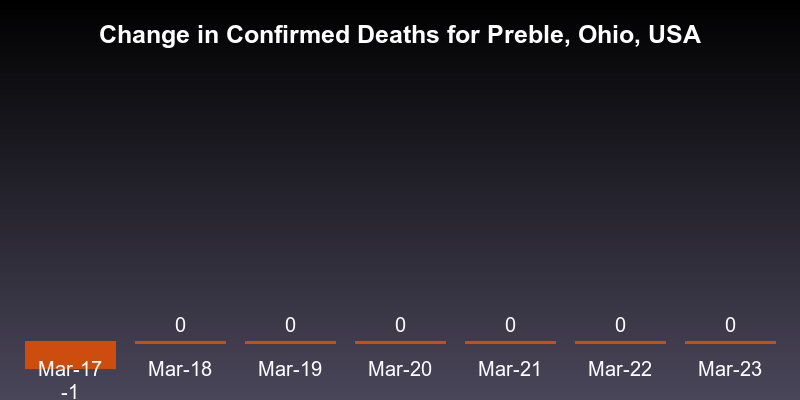 Change in Confirmed Deaths for Preble, Ohio, USA
0 0 0 0 0 0
Mar-17 Mar-18 Mar-19 Mar-20 Mar-21 Mar-22 Mar-23
-1